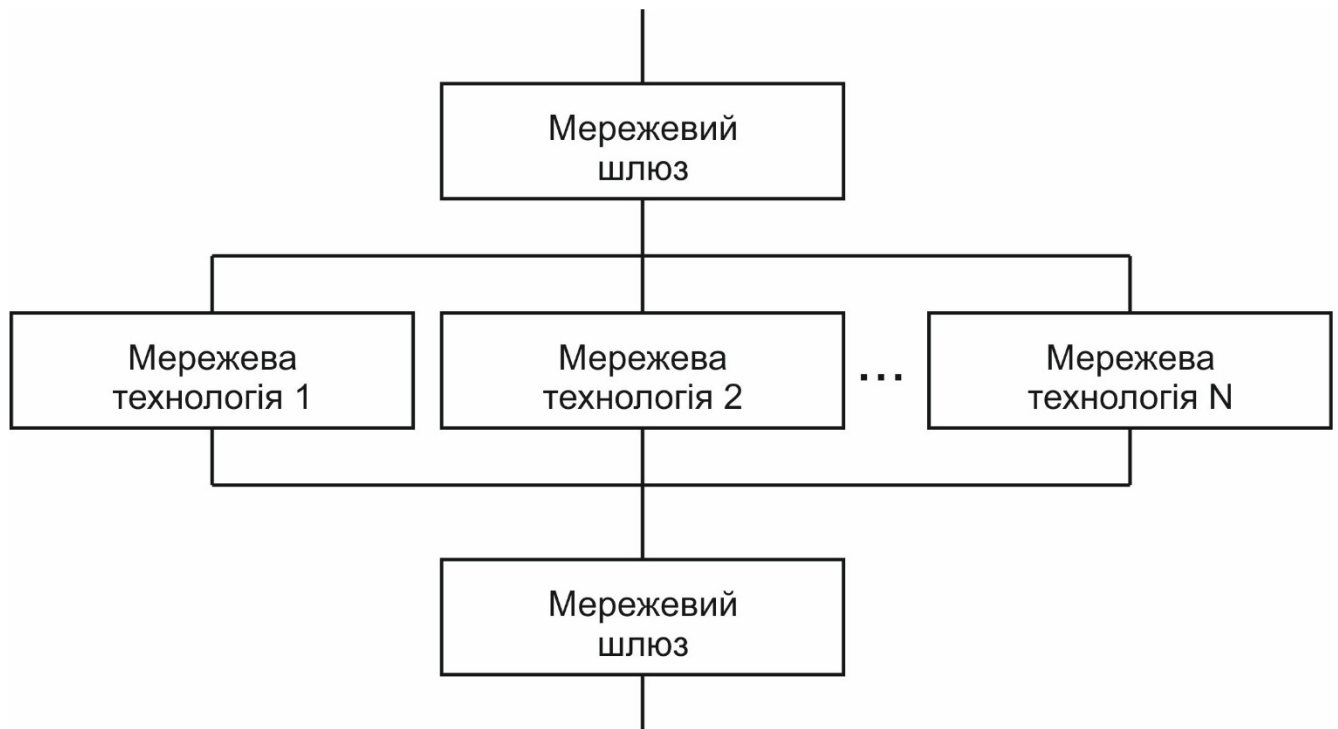 Мережевий
шлюз
Мережева
технологія 1
Мережева
технологія 2
...
Мережева
технологія N
Мережевий
шлюз